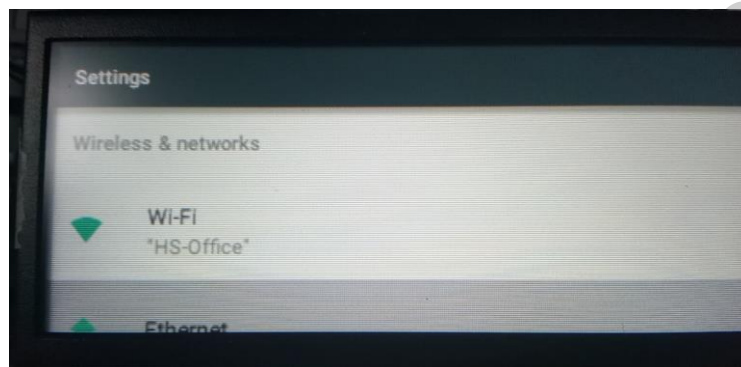 Settings
Wireless & networks
Wi-Fi
"HS-Office"
Ethernet